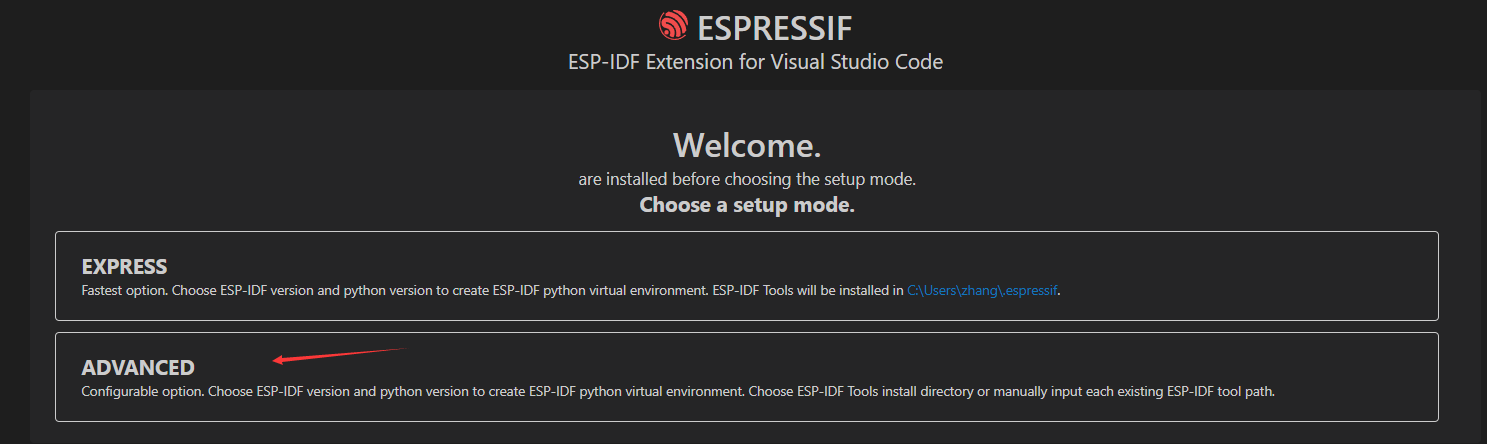 ESPRESSIF
ESP-IDF Extension for Visual Studio Code
Welcome.
are installed before choosing the setup mode.
Choose a setup mode.
EXPRESS
Fastest option. Choose ESP-IDF version and python version to create ESP-IDF python virtual environment. ESP-IDF Tools will be installed in C:\Users\zhang\.espressif.
ADVANCED
Configurable option. Choose ESP-IDF version and python version to create ESP-IDF python virtual environment. Choose ESP-IDF Tools install directory or manually input each existing ESP-IDF tool path.